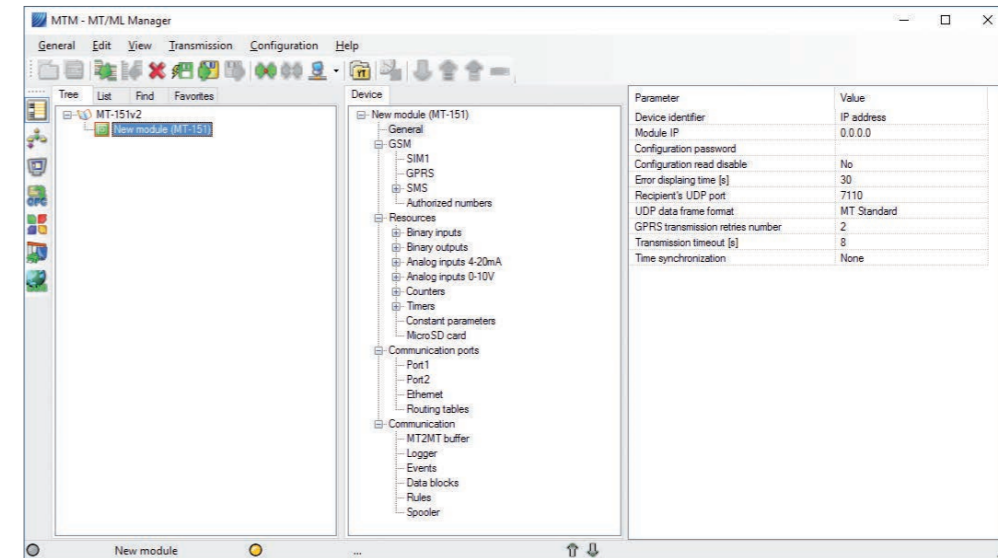 MTM - MT/ML Manager
General Edit View Transmission Configuration Help
Tree List Find Favorites
MT-151v2
New module (MT-151)
Device
New module (MT-151)
General
GSM
SIM1
GPRS
SMS
Authorized numbers
Resources
Binary inputs
Binary outputs
Analog inputs 4-20mA
Analog inputs 0-10V
Counters
Timers
Constant parameters
MicroSD card
Communication ports
Port1
Port2
Ethernet
Routing tables
Communication
MT2MT buffer
Logger
Events
Data blocks
Rules
Spooler
Parameter Value
Device identifier IP address
Module IP 0.0.0.0
Configuration password
Configuration read disable No
Error displaing time [s] 30
Recipient's UDP port 7110
UDP data frame format MT Standard
GPRS transmission retries number 2
Transmission timeout [s] 8
Time synchronization None
OPC
New module ...